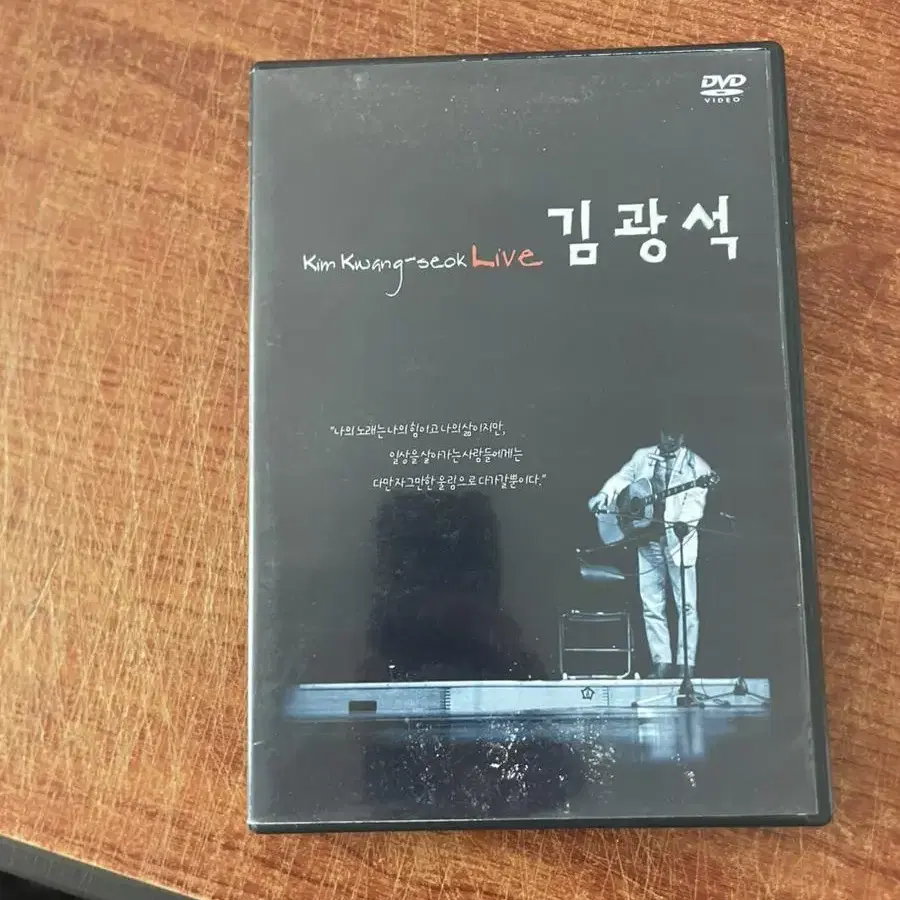 DVD
VIDEO
Kim Kwang-seok Live 김광석
"나의 노래는 나의 힘이고 나의 삶이지만,
일상을 살아가는 사람들에게는
다만 자그만한 울림으로 다가갈뿐이다."